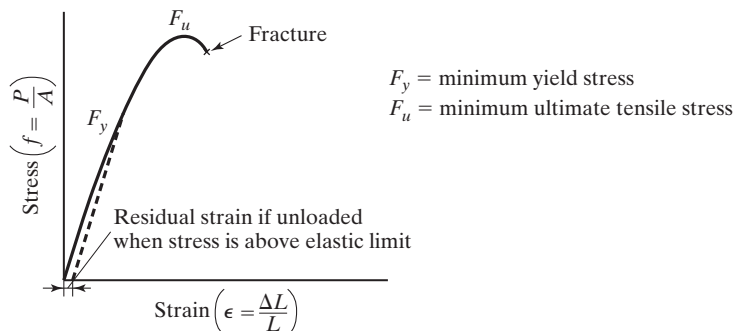 F_u
Fracture
F_y = minimum yield stress
F_u = minimum ultimate tensile stress
Stress (f = P/A)
F_y
Residual strain if unloaded
when stress is above elastic limit
Strain (ϵ = ΔL/L)